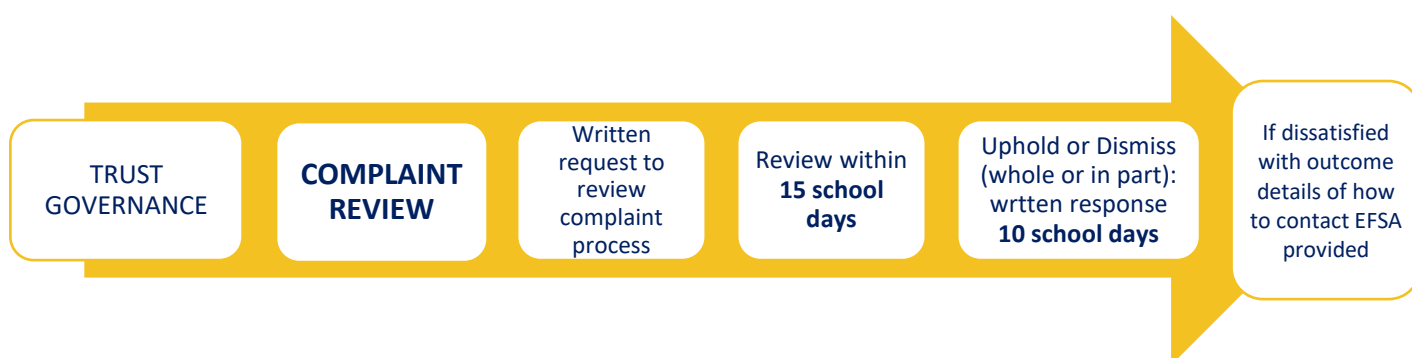 TRUST
GOVERNANCE
COMPLAINT
REVIEW
Written
request to
review
complaint
process
Review within
15 school
days
Uphold or Dismiss
(whole or in part):
wrtten response
10 school days
If dissatisfied
with outcome
details of how
to contact EFSA
provided